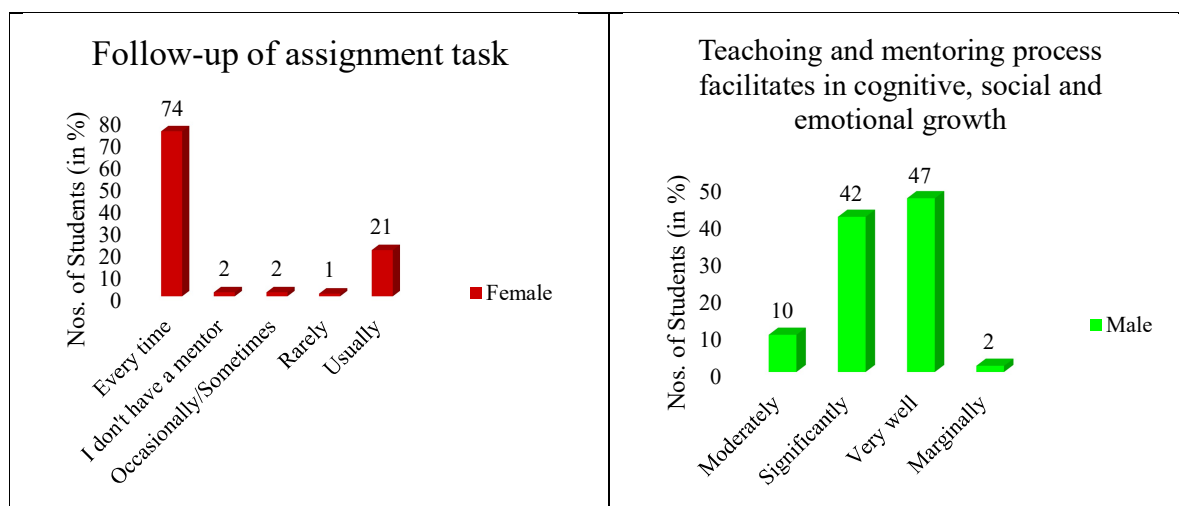 Follow-up of assignment task
Nos. of Students (in %)
80
70
60
50
40
30
20
10
0
74
2
2
1
21
Every time
I don't have a mentor
Occasionally/Sometimes
Rarely
Usually
Female
Teachoing and mentoring process
facilitates in cognitive, social and
emotional growth
Nos. of Students (in %)
50
40
30
20
10
0
10
42
47
2
Moderately
Significantly
Very well
Marginally
Male